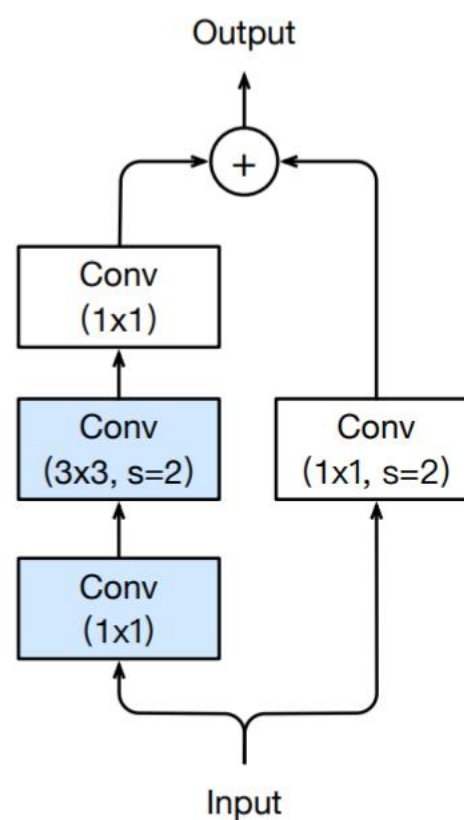 Output
+
Conv
(1x1)
Conv
(3x3, s=2)
Conv
(1x1, s=2)
Conv
(1x1)
Input